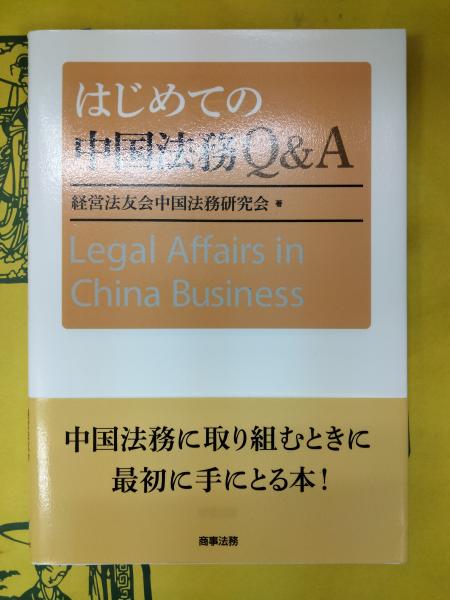 はじめての
中国法務Q&A
経営法友会中国法務研究会 著
Legal Affairs in
China Business
中国法務に取り組むときに
最初に手にとる本！
商事法務